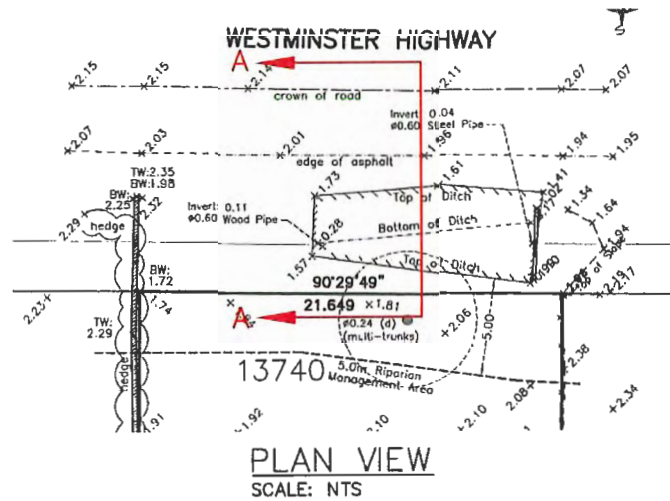 S
WESTMINSTER HIGHWAY
A
+2.15
+2.15
+2.14
+2.11
+2.07
+2.07
crown of road
Invert: 0.04
ø0.60 Steel Pipe
+2.07
+2.03
+2.01
+1.96
+1.94
+1.95
edge of asphalt
TW:2.35
BW:1.98
BW:
2.25
2.32
1.73
1.61
1.41
Top of Ditch
1.34
1.64
Invert: 0.11
ø0.60 Wood Pipe
2.29
hedge
0.28
Bottom of Ditch
1.94
1.57
Top of Ditch
BW:
1.72
90°29'49"
2.19
2.17
2.23+
1.74
21.649
×1.81
A
TW:
2.29
ø0.24 (d)
(multi-trunks)
+2.06
5.00
13740
5.0m. Riparian
Management Area
hedge
2.38
2.08
+2.34
1.91
+1.92
+2.10
+2.10
PLAN VIEW
SCALE: NTS